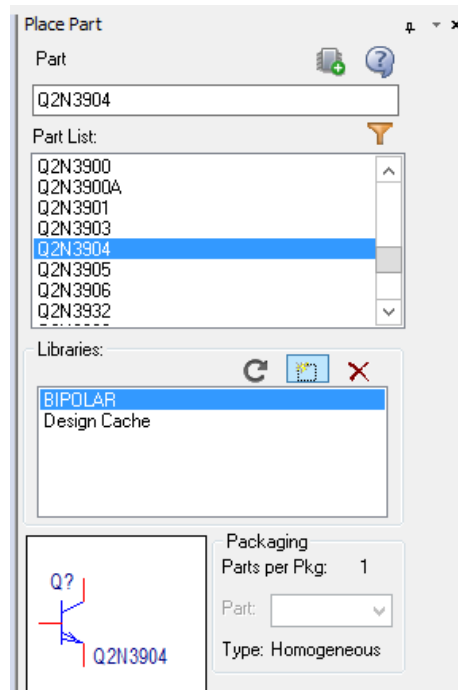 Place Part
Part
Q2N3904
Part List:
Q2N3900
Q2N3900A
Q2N3901
Q2N3903
Q2N3904
Q2N3905
Q2N3906
Q2N3932
Libraries:
BIPOLAR
Design Cache
Packaging
Parts per Pkg: 1
Part:
Type: Homogeneous
Q?
Q2N3904